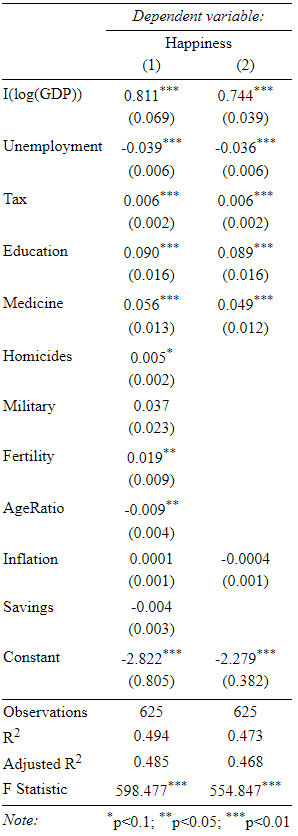 Dependent variable:
Happiness
(1) (2)
I(log(GDP)) 0.811*** 0.744***
(0.069) (0.039)
Unemployment -0.039*** -0.036***
(0.006) (0.006)
Tax 0.006*** 0.006***
(0.002) (0.002)
Education 0.090*** 0.089***
(0.016) (0.016)
Medicine 0.056*** 0.049***
(0.013) (0.012)
Homicides 0.005*
(0.002)
Military 0.037
(0.023)
Fertility 0.019**
(0.009)
AgeRatio -0.009**
(0.004)
Inflation 0.0001 -0.0004
(0.001) (0.001)
Savings -0.004
(0.003)
Constant -2.822*** -2.279***
(0.805) (0.382)
Observations 625 625
R2 0.494 0.473
Adjusted R2 0.485 0.468
F Statistic 598.477*** 554.847***
Note: *p<0.1; **p<0.05; ***p<0.01